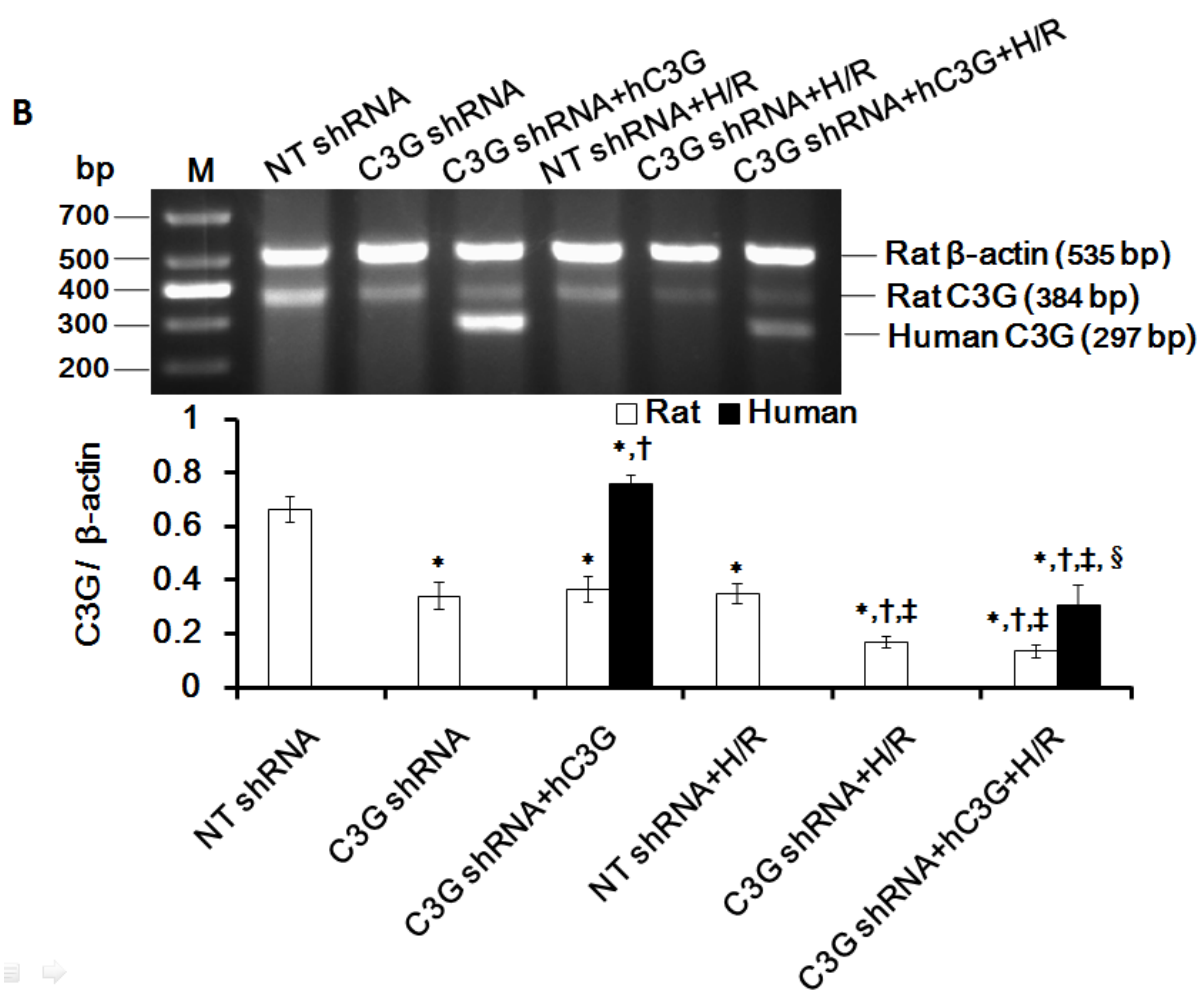 B
bp
M
NT shRNA
C3G shRNA
C3G shRNA+hC3G
NT shRNA+H/R
C3G shRNA+H/R
C3G shRNA+hC3G+H/R
700
500
400
300
200
Rat β-actin (535 bp)
Rat C3G (384 bp)
Human C3G (297 bp)
Rat
Human
C3G / β-actin
1
0.8
0.6
0.4
0.2
0
*
*
*,†
*
*,†,‡
*,†,‡
*,†,‡, §
NT shRNA
C3G shRNA
C3G shRNA+hC3G
NT shRNA+H/R
C3G shRNA+H/R
C3G shRNA+hC3G+H/R